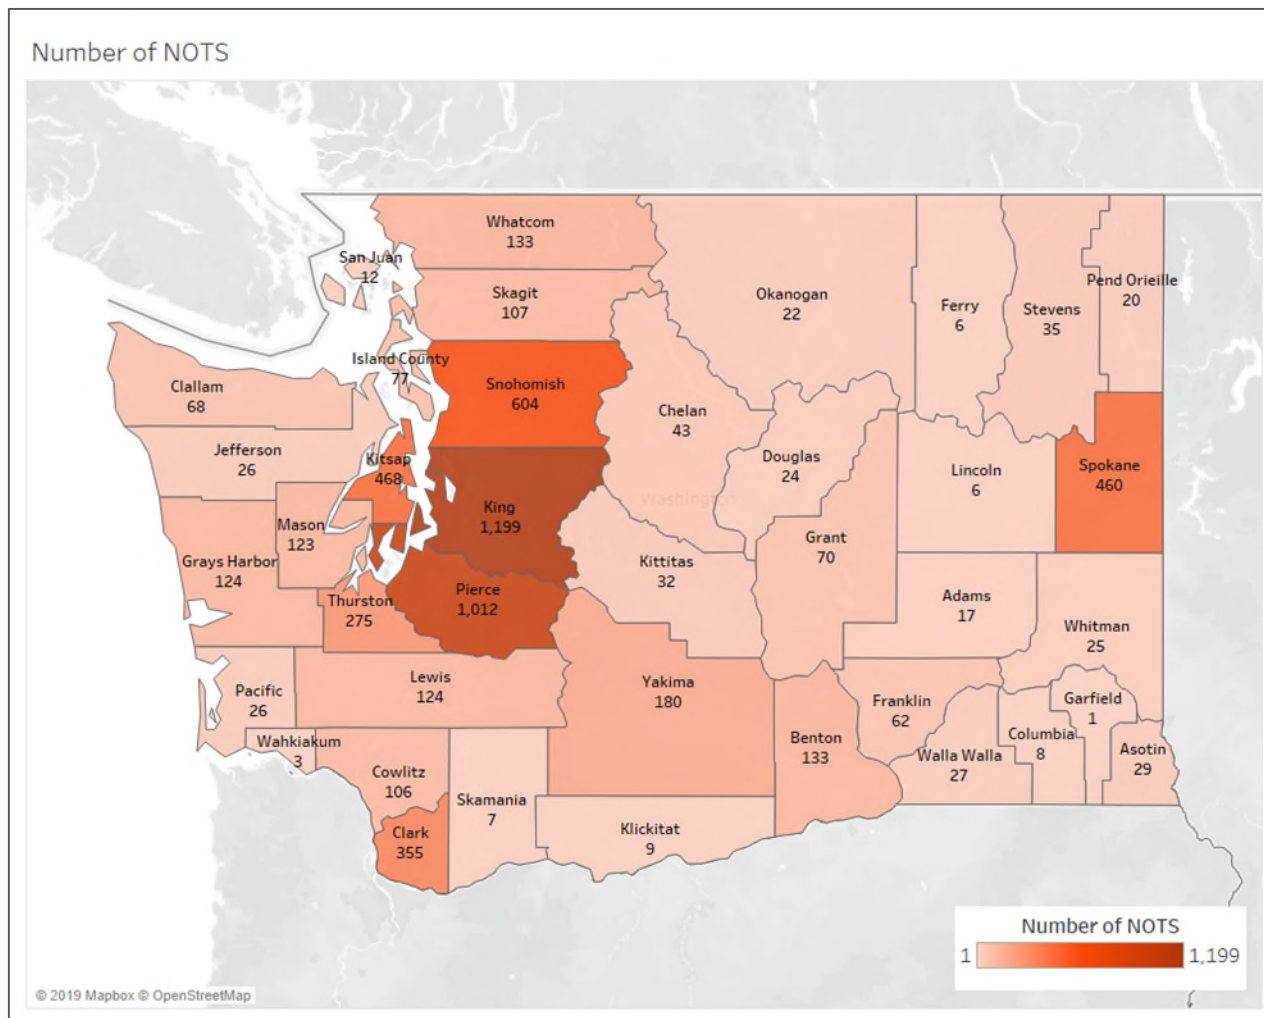 Number of NOTS
Whatcom
133
San Juan
12
Skagit
107
Okanogan
22
Ferry
6
Stevens
35
Pend Orieille
20
Island County
77
Clallam
68
Snohomish
604
Chelan
43
Jefferson
26
Kitsap
468
Douglas
24
Lincoln
6
Spokane
460
Washington
King
1,199
Mason
123
Grant
70
Grays Harbor
124
Kittitas
32
Pierce
1,012
Thurston
275
Adams
17
Whitman
25
Lewis
124
Yakima
180
Pacific
26
Franklin
62
Garfield
1
Wahkiakum
3
Benton
133
Columbia
8
Walla Walla
27
Asotin
29
Cowlitz
106
Skamania
7
Clark
355
Klickitat
9
Number of NOTS
1 1,199
© 2019 Mapbox © OpenStreetMap